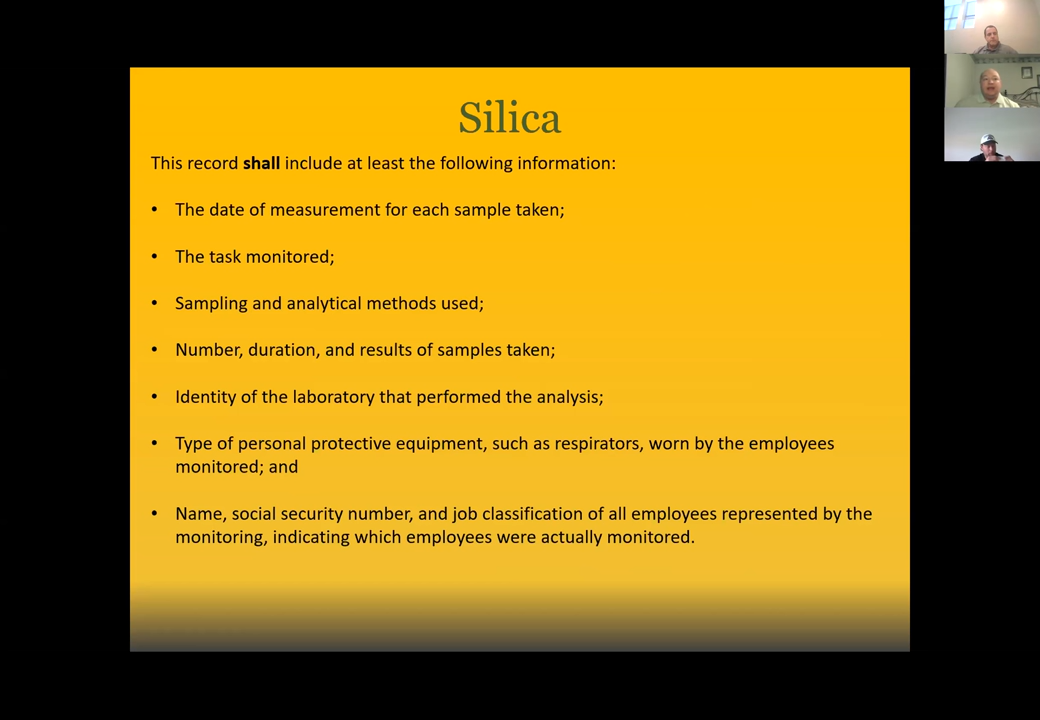 Silica
This record shall include at least the following information:
• The date of measurement for each sample taken;
• The task monitored;
• Sampling and analytical methods used;
• Number, duration, and results of samples taken;
• Identity of the laboratory that performed the analysis;
• Type of personal protective equipment, such as respirators, worn by the employees
monitored; and
• Name, social security number, and job classification of all employees represented by the
monitoring, indicating which employees were actually monitored.